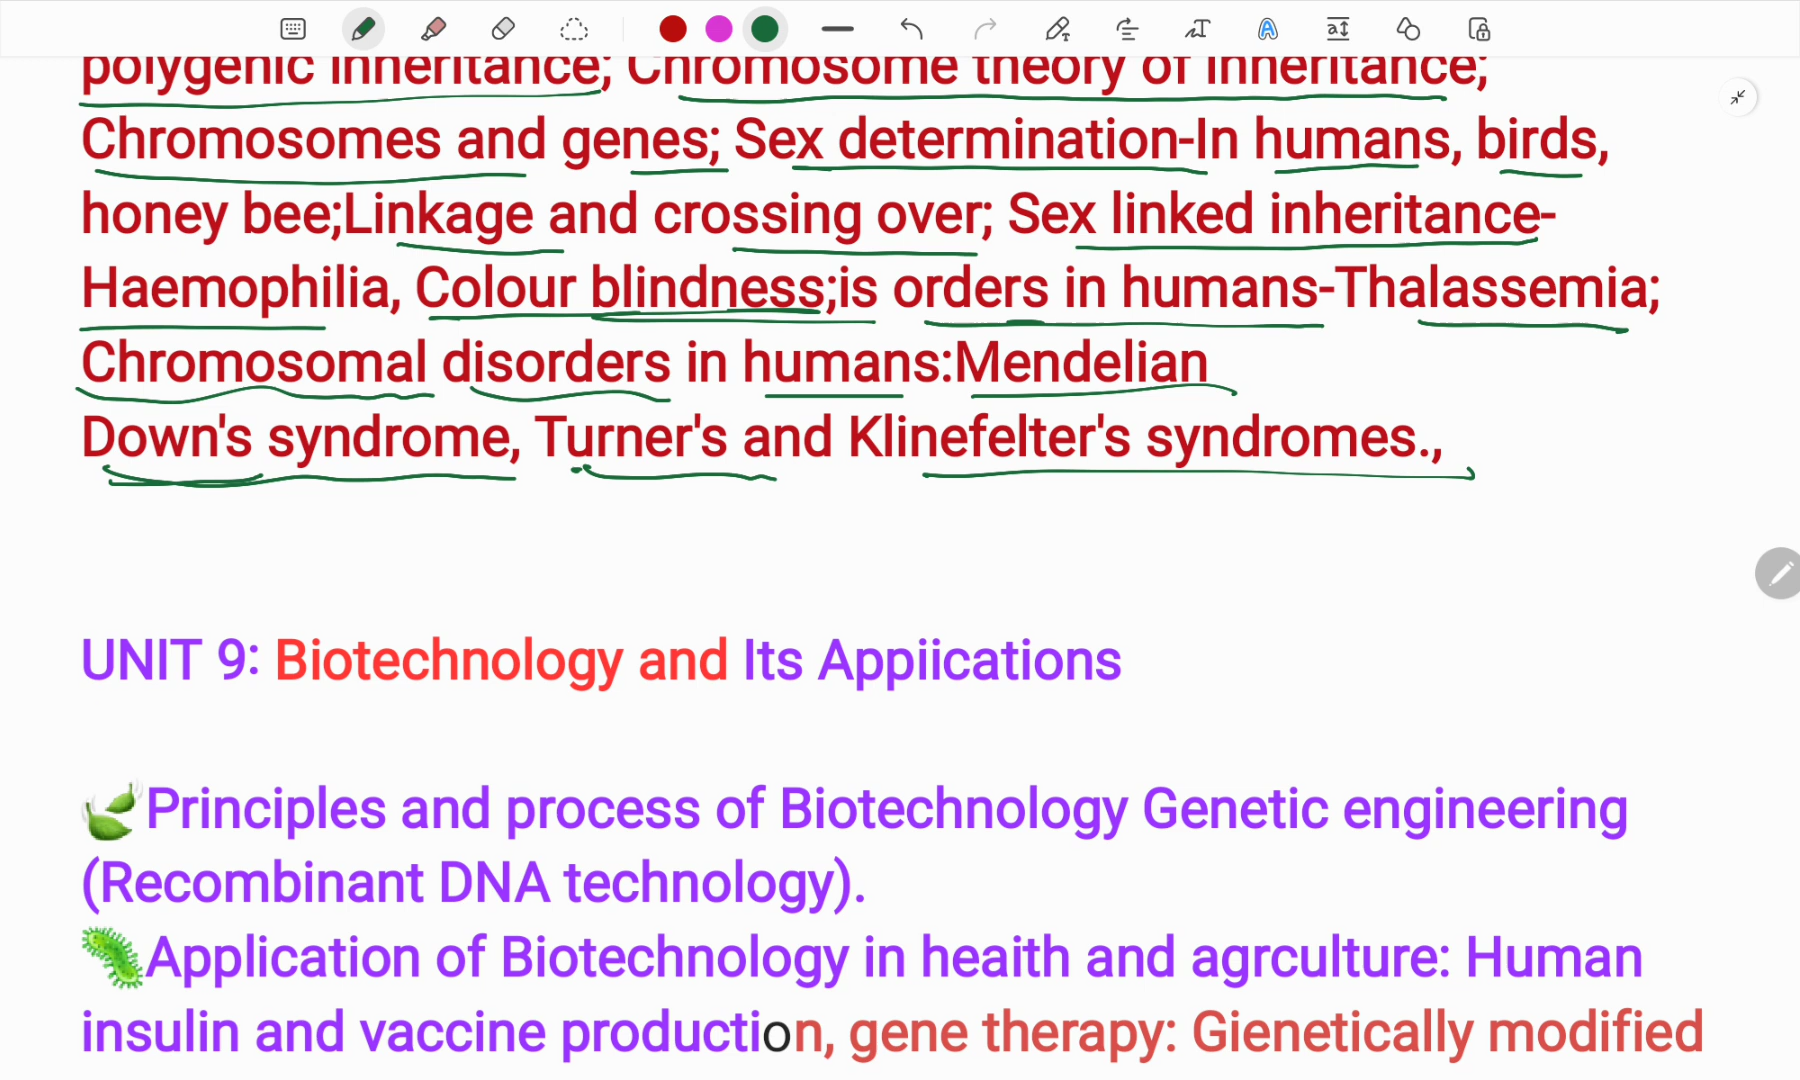 polygenic inheritance; Chromosome theory of inheritance;
Chromosomes and genes; Sex determination-In humans, birds,
honey bee;Linkage and crossing over; Sex linked inheritance-
Haemophilia, Colour blindness;is orders in humans-Thalassemia;
Chromosomal disorders in humans:Mendelian
Down's syndrome, Turner's and Klinefelter's syndromes.,
UNIT 9: Biotechnology and Its Appiications
Principles and process of Biotechnology Genetic engineering
(Recombinant DNA technology).
Application of Biotechnology in heaith and agrculture: Human
insulin and vaccine production, gene therapy: Gienetically modified